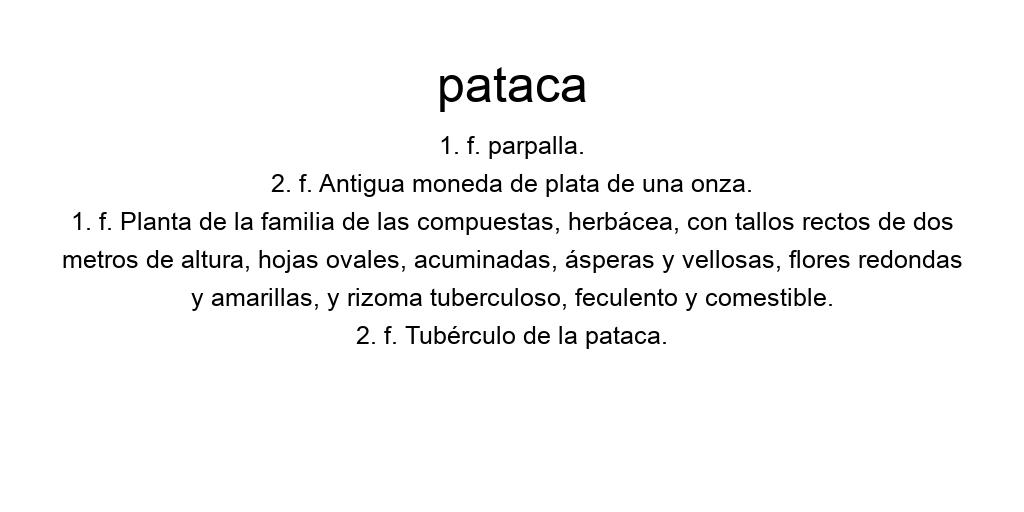 pataca
1. f. parpalla.
2. f. Antigua moneda de plata de una onza.
1. f. Planta de la familia de las compuestas, herbácea, con tallos rectos de dos
metros de altura, hojas ovales, acuminadas, ásperas y vellosas, flores redondas
y amarillas, y rizoma tuberculoso, feculento y comestible.
2. f. Tubérculo de la pataca.